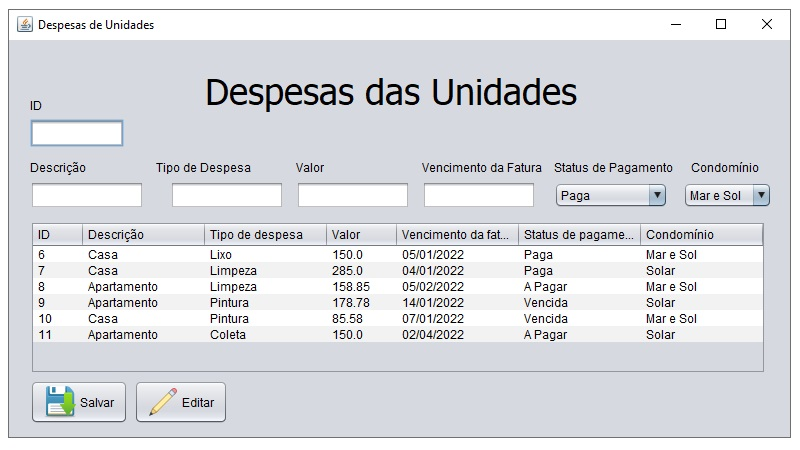 Despesas de Unidades
Despesas das Unidades
ID
Descrição Tipo de Despesa Valor Vencimento da Fatura Status de Pagamento Condomínio
Paga Mar e Sol
ID Descrição Tipo de despesa Valor Vencimento da fat... Status de pagame... Condomínio
6 Casa Lixo 150.0 05/01/2022 Paga Mar e Sol
7 Casa Limpeza 285.0 04/01/2022 Paga Solar
8 Apartamento Limpeza 158.85 05/02/2022 A Pagar Mar e Sol
9 Apartamento Pintura 178.78 14/01/2022 Vencida Solar
10 Casa Pintura 85.58 07/01/2022 Vencida Mar e Sol
11 Apartamento Coleta 150.0 02/04/2022 A Pagar Solar
Salvar Editar